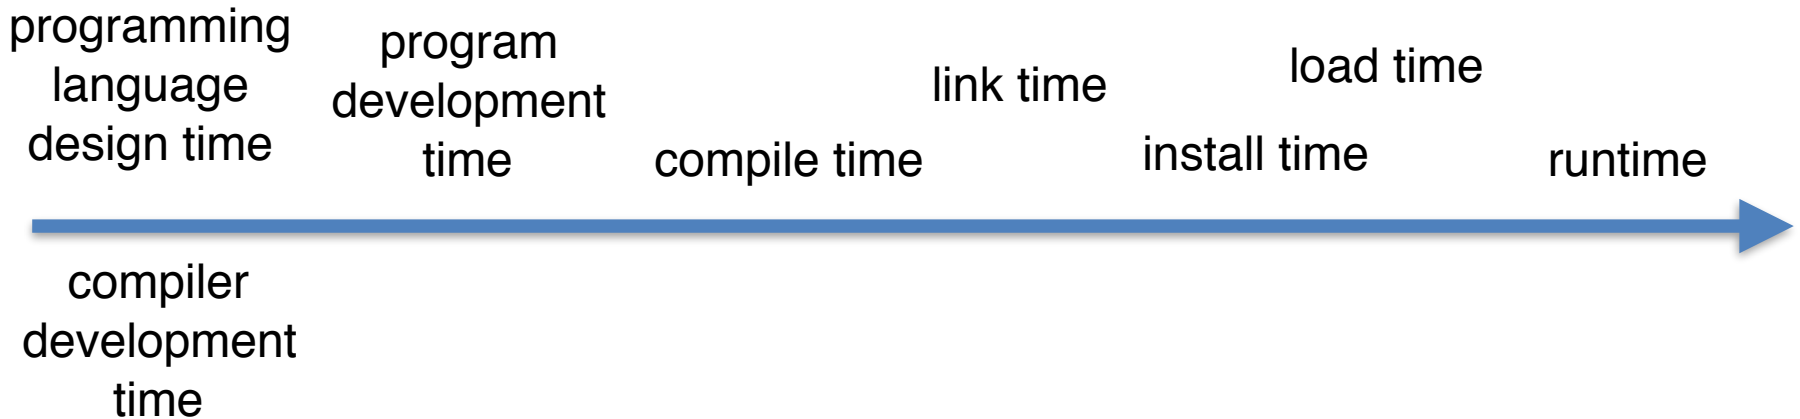 programming
language
design time
program
development
time
compile time
link time
install time
load time
runtime
compiler
development
time